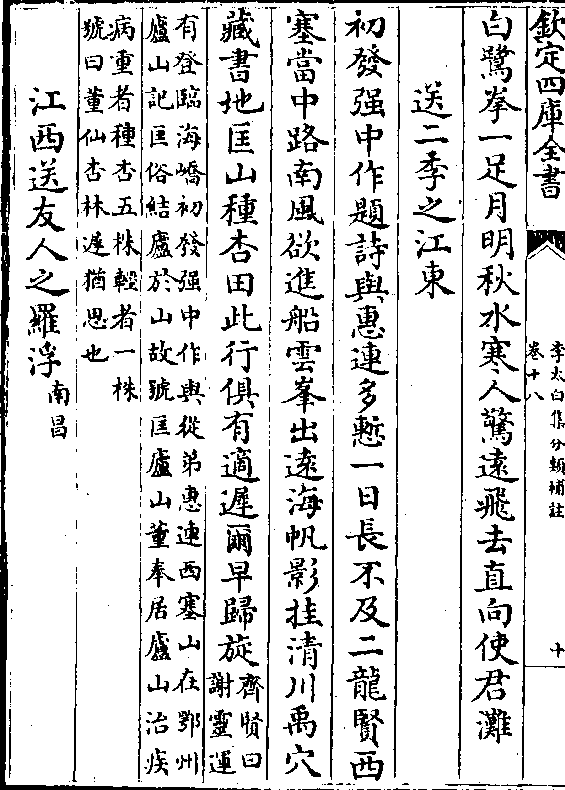 欽定四庫全書
李太白集分類補註
卷十八
十
白鷺拳一足月明秋水寒人驚逺飛去直向使君灘
送二季之江東
初發强中作題詩與惠連多慙一日長不及二龍賢西
塞當中路南風欲進船雲峯出逺海帆影挂清川禹穴
藏書地匡山種杏田此行俱有適遲爾早歸旋
齊賢曰
謝靈運
有登臨海嶠初發强中作與從弟惠連西塞山在鄂州
廬山記匡俗結廬於山故號匡廬山董奉居廬山治疾
病重者種杏五株輕者一株
號曰董仙杏林遲猶思也
江西送友人之羅浮
南昌